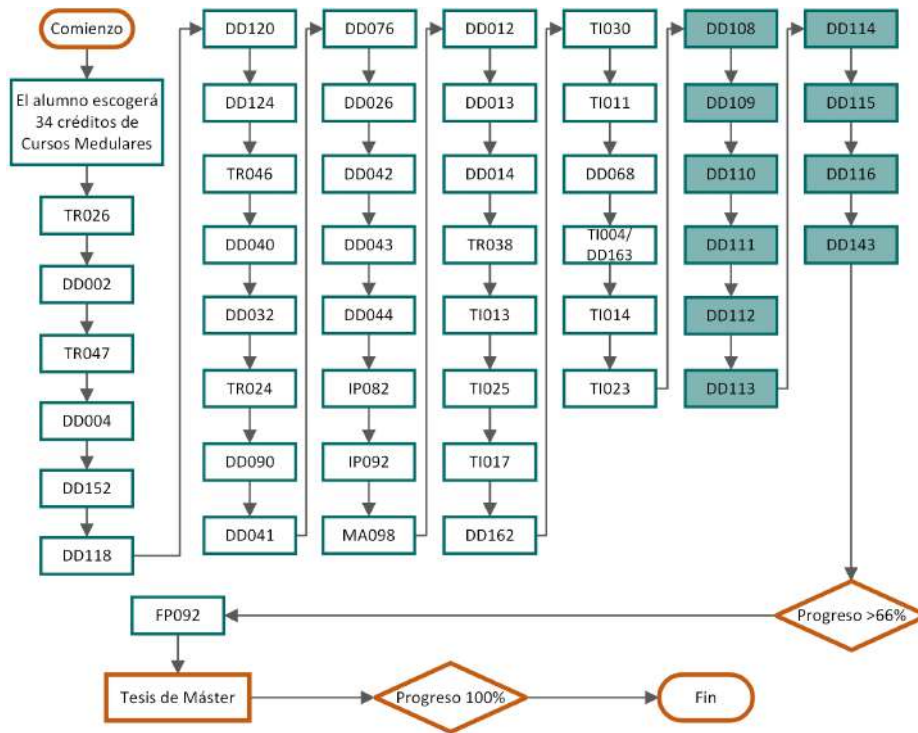 Comienzo
El alumno escogerá
34 créditos de
Cursos Medulares
TR026
DD002
TR047
DD004
DD152
DD118
DD120
DD124
TR046
DD040
DD032
TR024
DD090
DD041
DD076
DD026
DD042
DD043
DD044
IP082
IP092
MA098
DD012
DD013
DD014
TR038
TI013
TI025
TI017
DD162
TI030
TI011
DD068
TI004/
DD163
TI014
TI023
DD108
DD109
DD110
DD111
DD112
DD113
DD114
DD115
DD116
DD143
Progreso >66%
FP092
Tesis de Máster
Progreso 100%
Fin